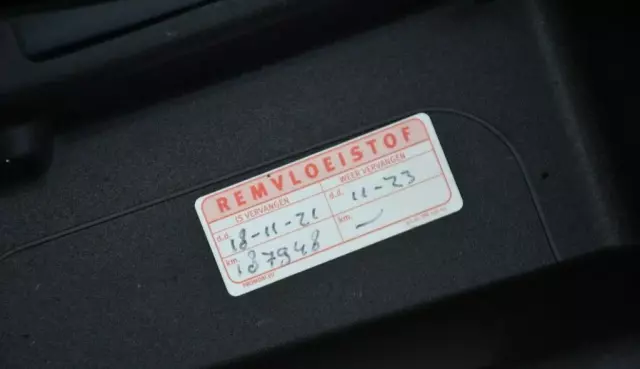 REMVLOEISTOF
IS VERVANGEN WEER VERVANGEN
d.d. 18-11-21 d.d. 11-23
km. 187948 km. -